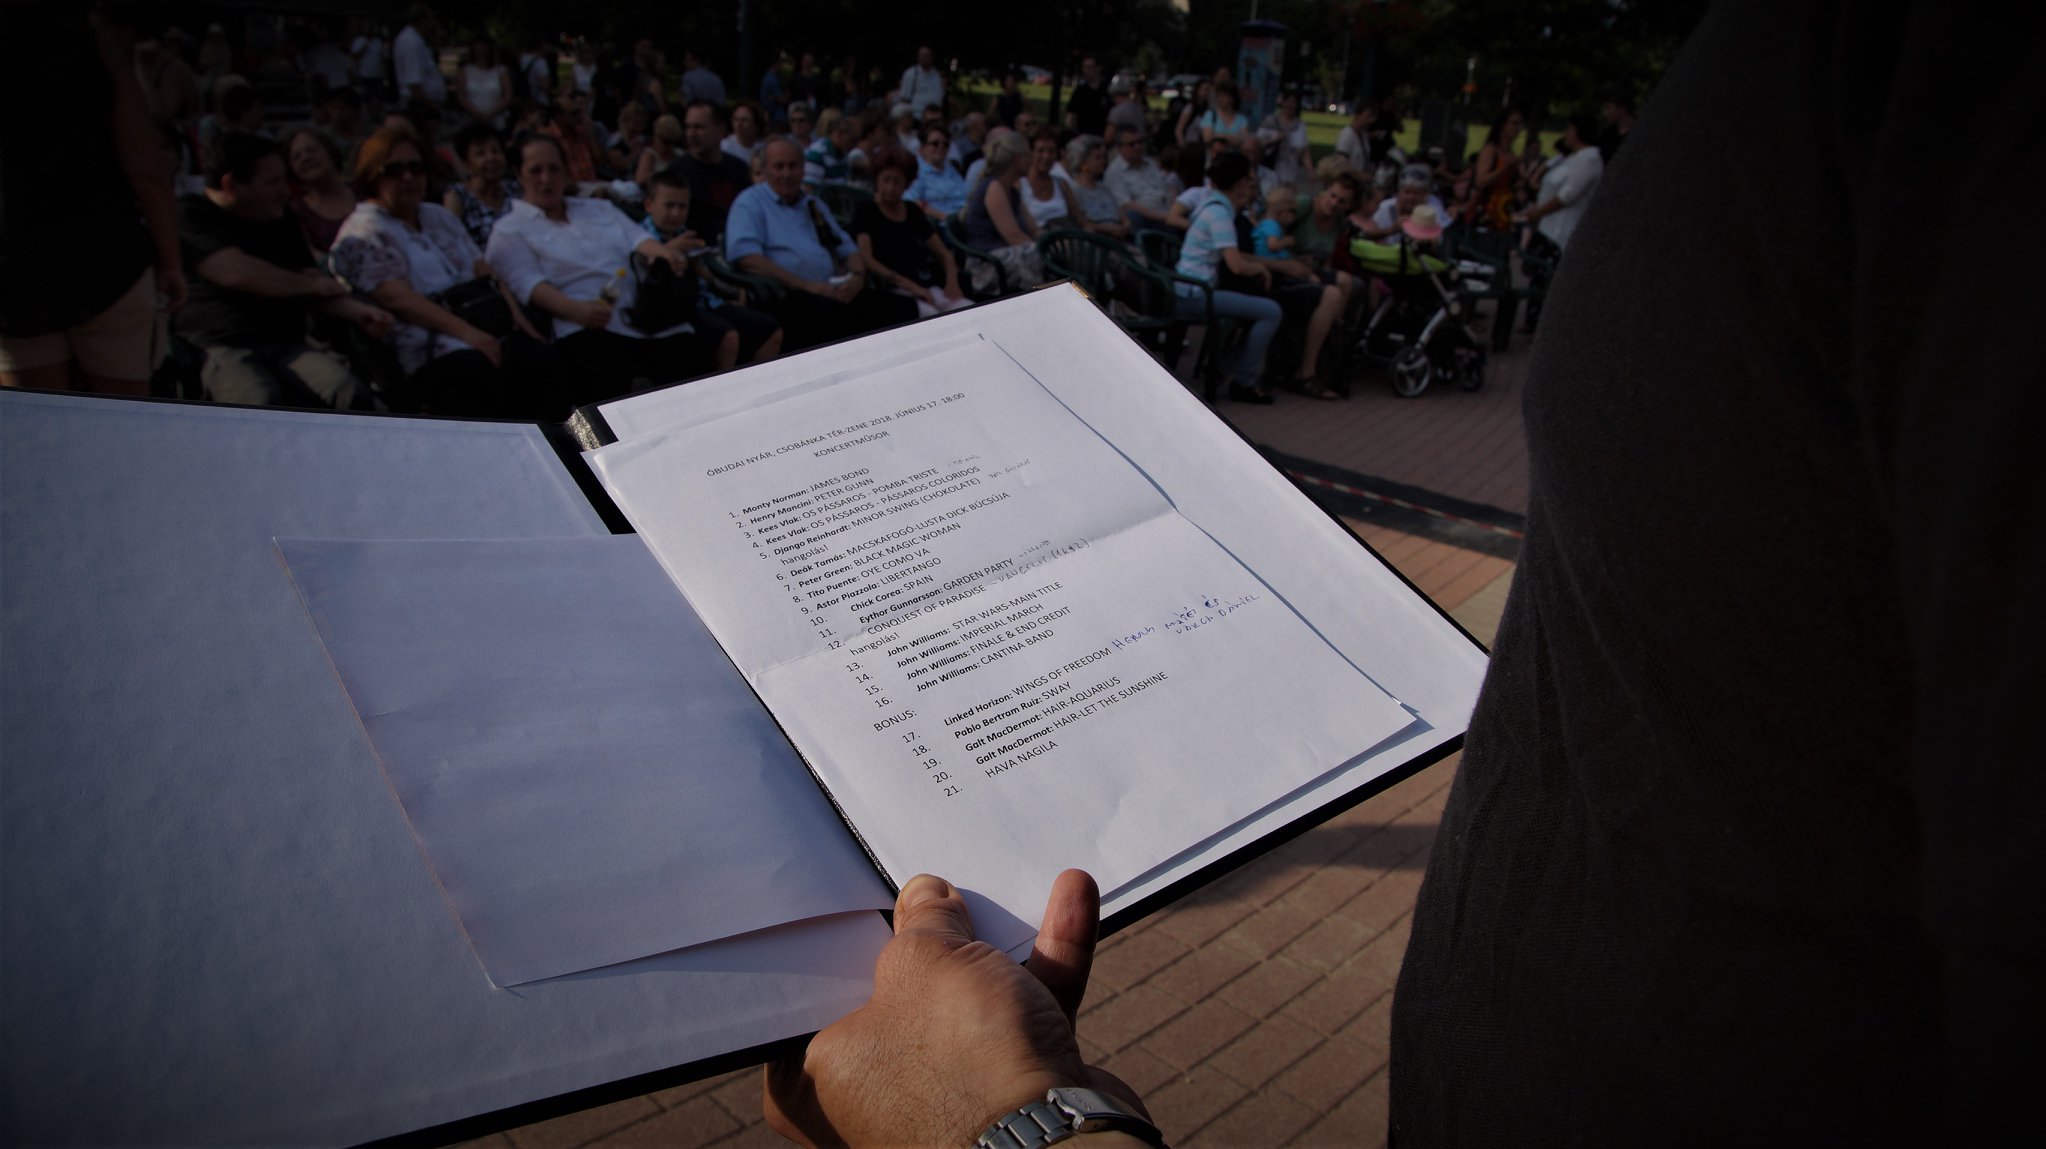 ÓBUDAI NYÁR, CSOBÁNKA TÉR-ZENE 2018. JÚNIUS 17. 18:00
KONCERTMŰSOR
1. Monty Norman: JAMES BOND
2. Henry Mancini: PETER GUNN
3. Kees Vlak: OS PÁSSAROS - POMBA TRISTE
4. Kees Vlak: OS PÁSSAROS - PÁSSAROS COLORIDOS
5. Django Reinhardt: MINOR SWING (CHOKOLATE)
hangolás!
6. Deák Tamás: MACSKAFOGÓ-LUSTA DICK BÚCSÚJA
7. Peter Green: BLACK MAGIC WOMAN
8. Tito Puente: OYE COMO VA
9. Astor Piazzola: LIBERTANGO
10. Chick Corea: SPAIN
11. Eythor Gunnarsson: GARDEN PARTY
12. CONQUEST OF PARADISE - VANGELIS (1492)
hangolás!
13. John Williams: STAR WARS-MAIN TITLE
14. John Williams: IMPERIAL MARCH
15. John Williams: FINALE & END CREDIT
16. John Williams: CANTINA BAND
BONUS:
17. Linked Horizon: WINGS OF FREEDOM MÁTÉ ÉS DÁNIEL
18. Pablo Bertram Ruiz: SWAY
19. Galt MacDermot: HAIR-AQUARIUS
20. Galt MacDermot: HAIR-LET THE SUNSHINE
21. HAVA NAGILA